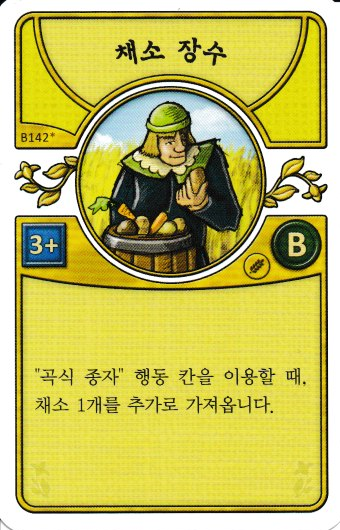 채소 장수
B142*
3+
B
"곡식 종자" 행동 칸을 이용할 때,
채소 1개를 추가로 가져옵니다.